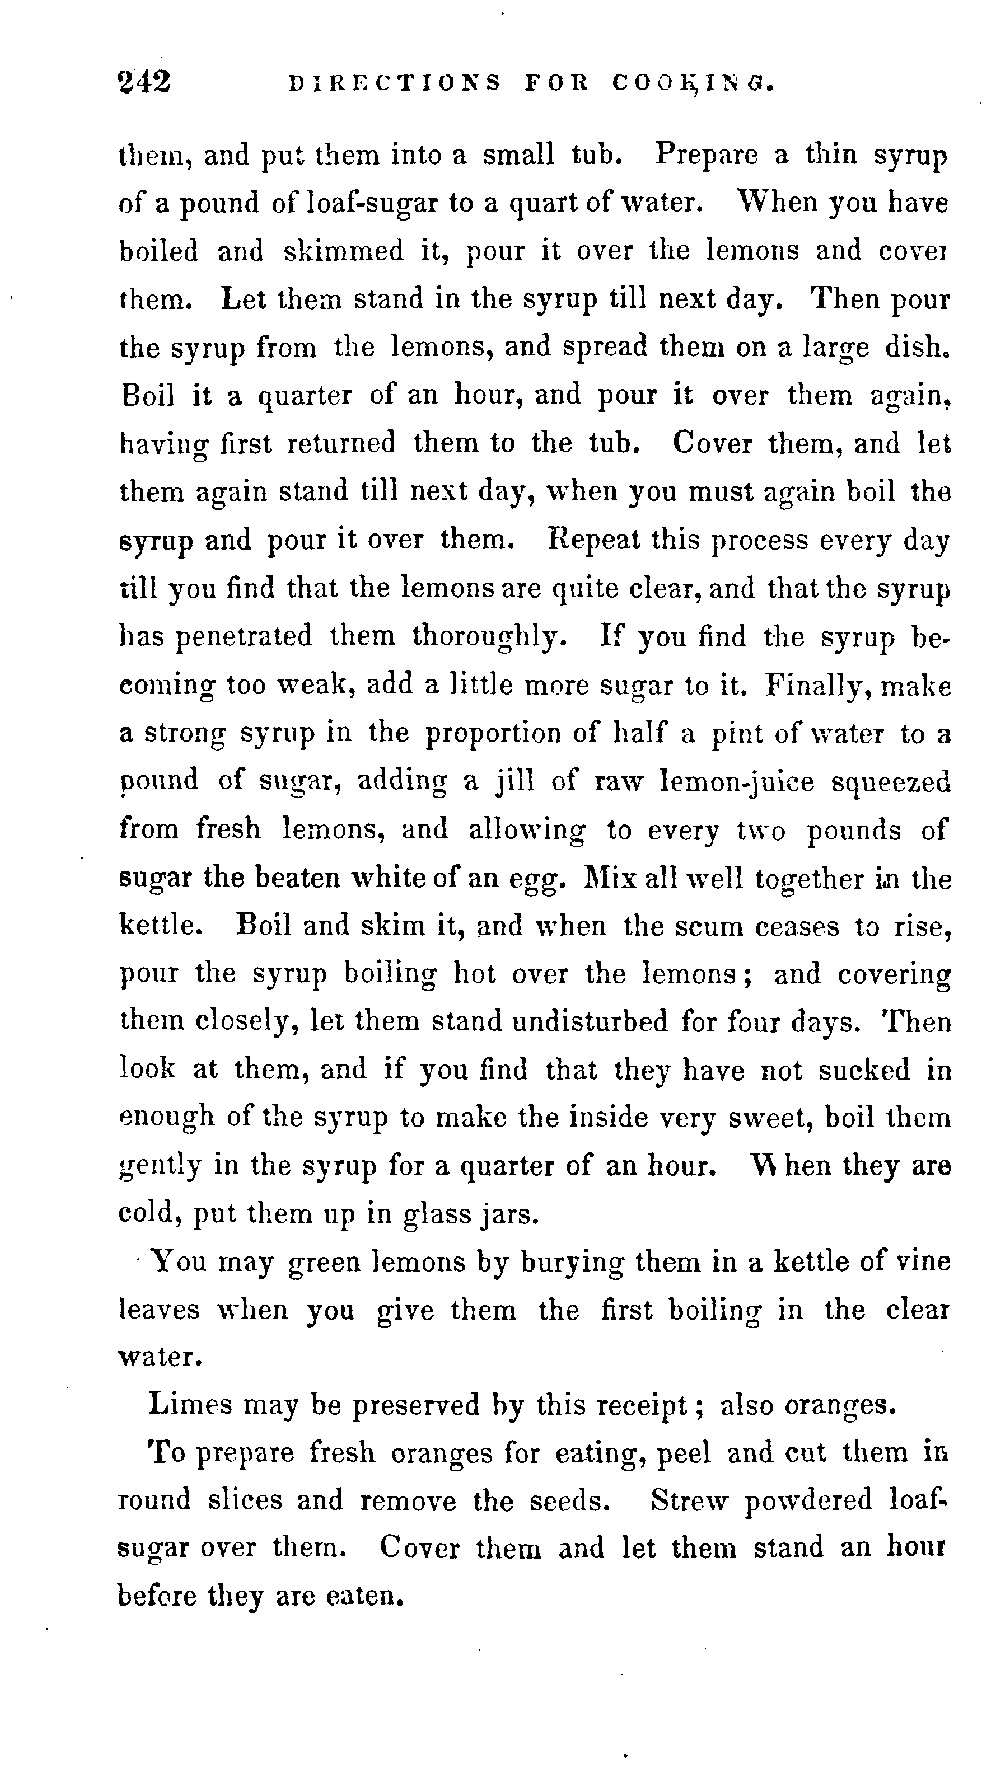 242 DIRECTIONS FOR COOKING.
them, and put them into a small tub. Prepare a thin syrup
of a pound of loaf-sugar to a quart of water. When you have
boiled and skimmed it, pour it over the lemons and cover
them. Let them stand in the syrup till next day. Then pour
the syrup from the lemons, and spread them on a large dish.
Boil it a quarter of an hour, and pour it over them again,
having first returned them to the tub. Cover them, and let
them again stand till next day, when you must again boil the
syrup and pour it over them. Repeat this process every day
till you find that the lemons are quite clear, and that the syrup
has penetrated them thoroughly. If you find the syrup be-
coming too weak, add a little more sugar to it. Finally, make
a strong syrup in the proportion of half a pint of water to a
pound of sugar, adding a jill of raw lemon-juice squeezed
from fresh lemons, and allowing to every two pounds of
sugar the beaten white of an egg. Mix all well together in the
kettle. Boil and skim it, and when the scum ceases to rise,
pour the syrup boiling hot over the lemons; and covering
them closely, let them stand undisturbed for four days. Then
look at them, and if you find that they have not sucked in
enough of the syrup to make the inside very sweet, boil them
gently in the syrup for a quarter of an hour. When they are
cold, put them up in glass jars.
You may green lemons by burying them in a kettle of vine
leaves when you give them the first boiling in the clear
water.
Limes may be preserved by this receipt; also oranges.
To prepare fresh oranges for eating, peel and cut them in
round slices and remove the seeds. Strew powdered loaf-
sugar over them. Cover them and let them stand an hour
before they are eaten.